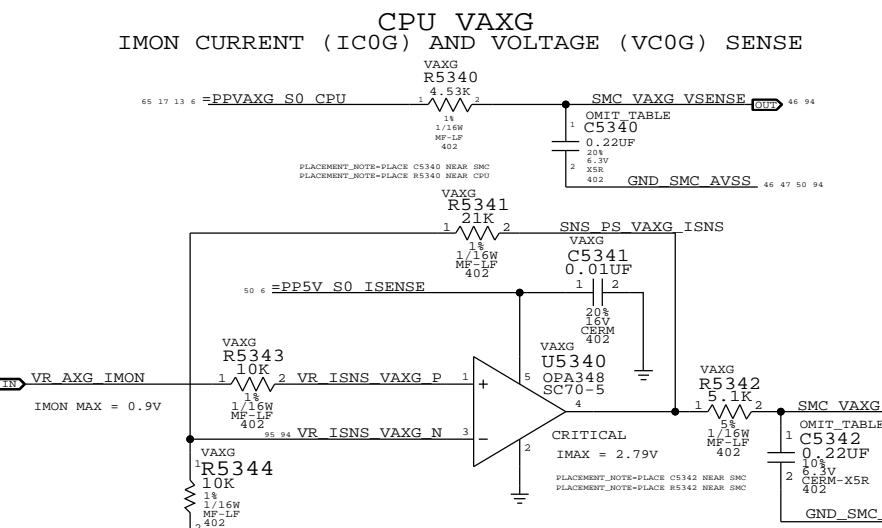 CPU VAXG
IMON CURRENT (IC0G) AND VOLTAGE (VC0G) SENSE
VAXG
R5340
4.53K
65 17 13 6 =PPVAXG_S0_CPU 1 2 SMC_VAXG_VSENSE OUT 46 94
1%
1/16W
MF-LF
402
OMIT_TABLE
1 C5340
0.22UF
20%
6.3V
2 X5R
402
PLACEMENT_NOTE=PLACE C5340 NEAR SMC
PLACEMENT_NOTE=PLACE R5340 NEAR CPU
GND_SMC_AVSS 46 47 50 94
VAXG
R5341
21K
1 2 SNS_PS_VAXG_ISNS
1%
1/16W
MF-LF
402
VAXG
C5341
0.01UF
50 6 =PP5V_S0_ISENSE 1 2
20%
16V
CERM
402
VAXG
R5343
10K
IN VR_AXG_IMON 1 2 VR_ISNS_VAXG_P 1 +
IMON MAX = 0.9V
1%
1/16W
MF-LF
402
VAXG
U5340
5 OPA348
SC70-5
4
95 94 VR_ISNS_VAXG_N 3 −
2
CRITICAL
IMAX = 2.79V
VAXG
R5342
5.1K
1 2 SMC_VAXG
5%
1/16W
MF-LF
402
OMIT_TABLE
1 C5342
0.22UF
10%
6.3V
2 CERM-X5R
402
PLACEMENT_NOTE=PLACE C5342 NEAR SMC
PLACEMENT_NOTE=PLACE R5342 NEAR SMC
GND_SMC_
VAXG
1 R5344
10K
1%
1/16W
MF-LF
2 402